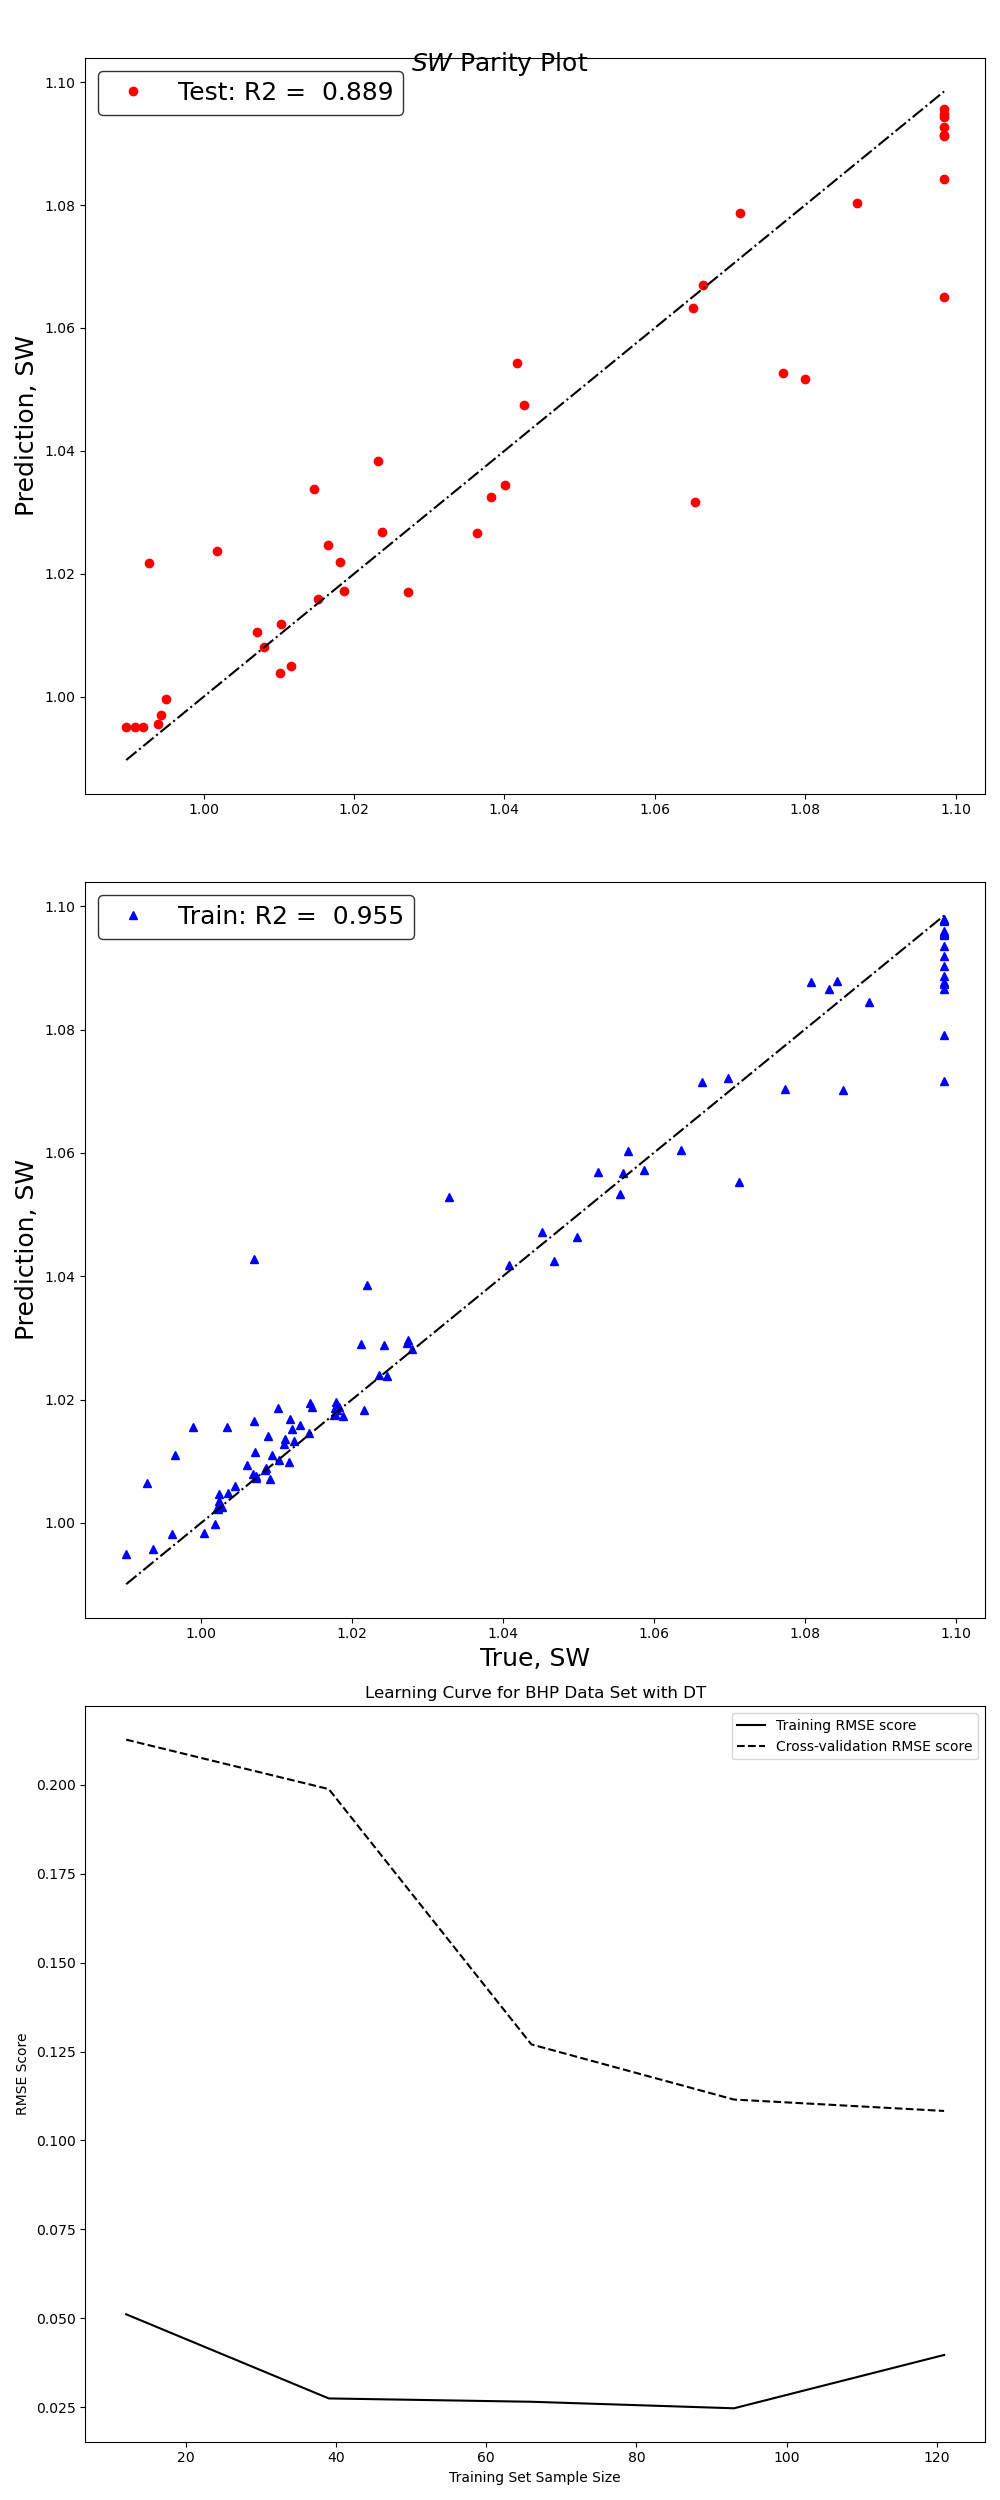 SW Parity Plot
Test: R2 =  0.889
Prediction, SW
1.10
1.08
1.06
1.04
1.02
1.00
1.00 1.02 1.04 1.06 1.08 1.10
Train: R2 =  0.955
Prediction, SW
1.10
1.08
1.06
1.04
1.02
1.00
1.00 1.02 1.04 1.06 1.08 1.10
True, SW
Learning Curve for BHP Data Set with DT
Training RMSE score
Cross-validation RMSE score
RMSE Score
0.200
0.175
0.150
0.125
0.100
0.075
0.050
0.025
20 40 60 80 100 120
Training Set Sample Size